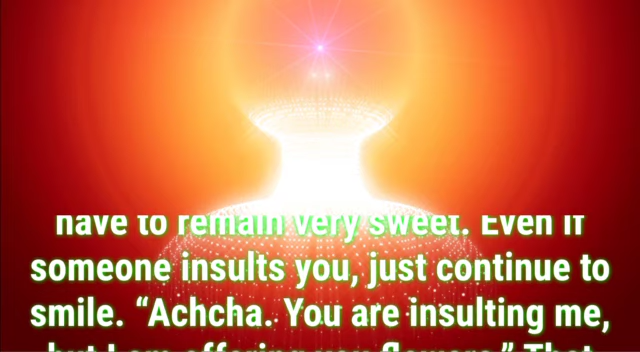 have to remain very sweet. Even if
someone insults you, just continue to
smile. “Achcha. You are insulting me,
but I am offering you flowers.” That